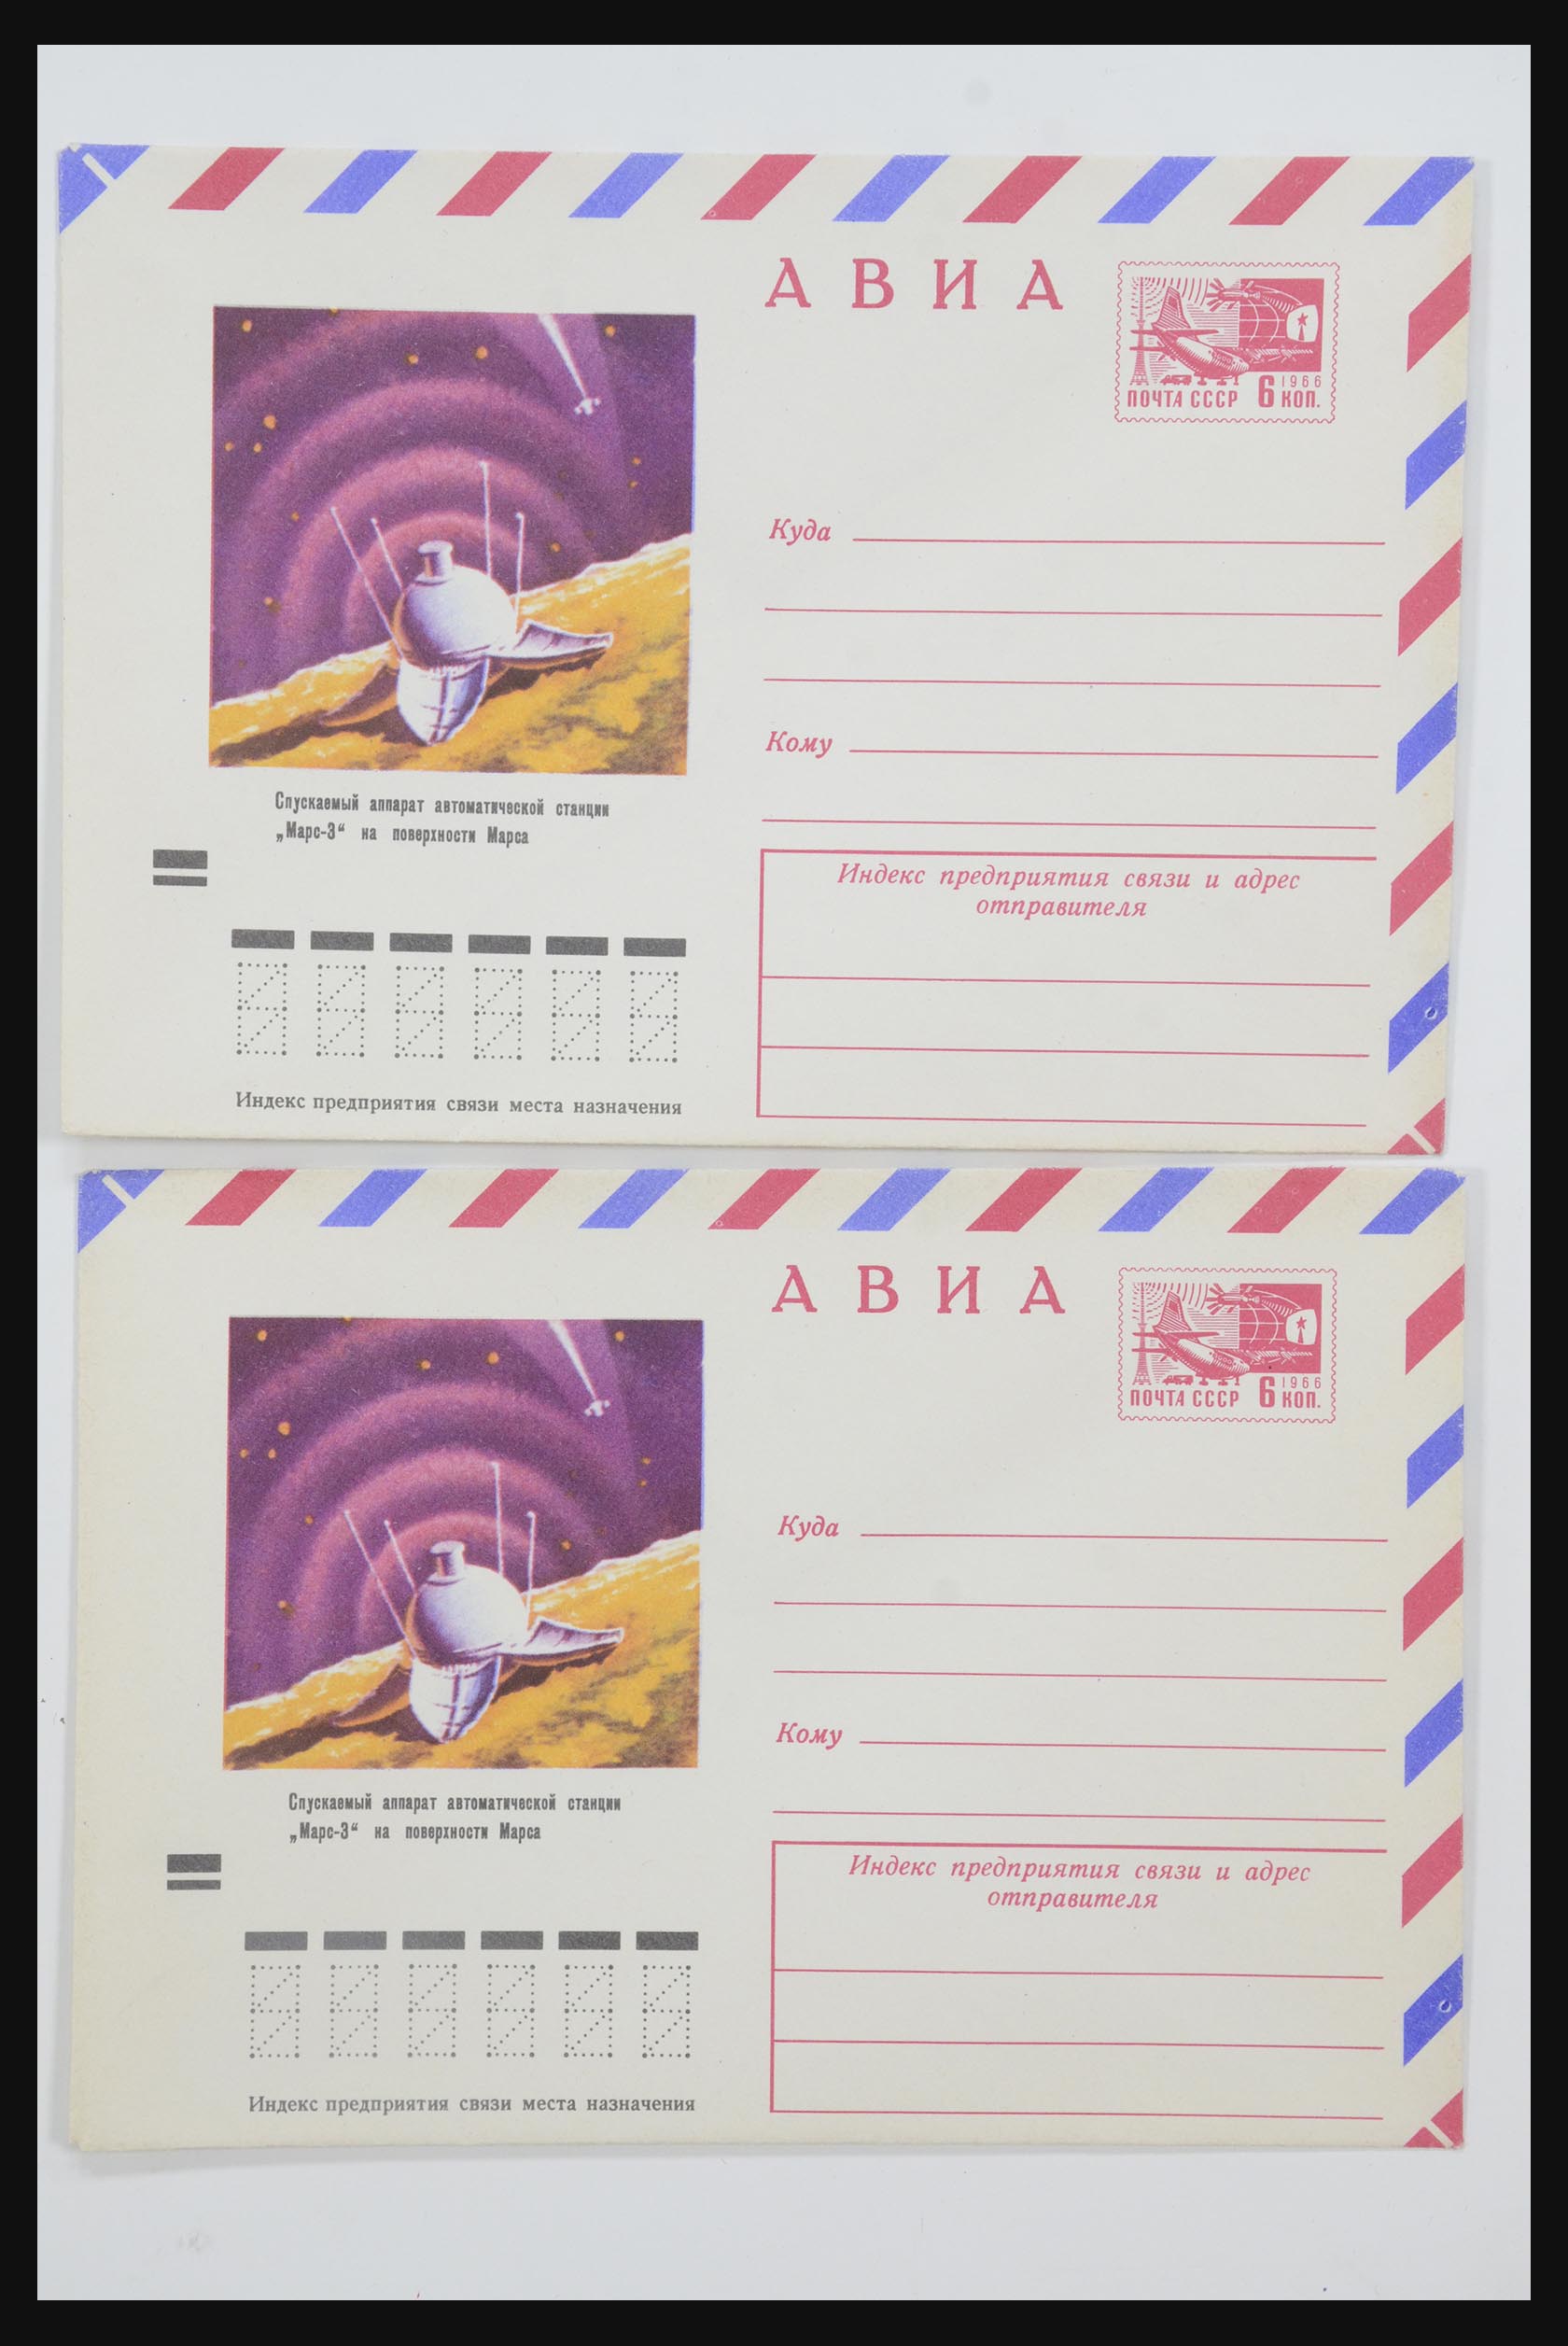 АВИА
1966
ПОЧТА СССР 6 КОП.
Куда
Кому
Спускаемый аппарат автоматической станции
„Марс-3“ на поверхности Марса
Индекс предприятия связи и адрес
отправителя
Индекс предприятия связи места назначения
АВИА
1966
ПОЧТА СССР 6 КОП.
Куда
Кому
Спускаемый аппарат автоматической станции
„Марс-3“ на поверхности Марса
Индекс предприятия связи и адрес
отправителя
Индекс предприятия связи места назначения